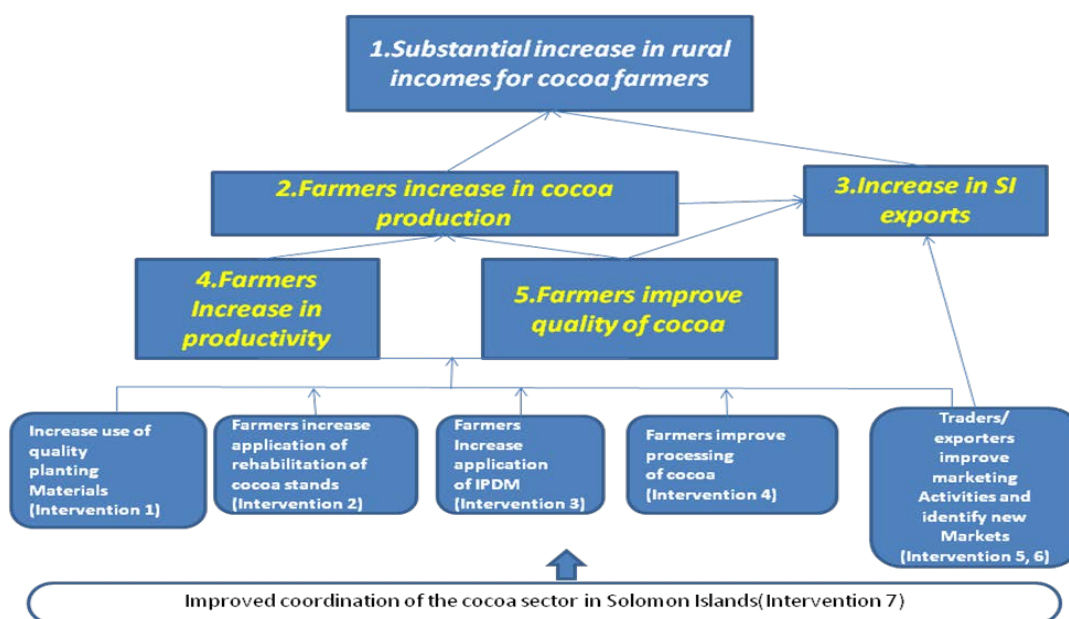 1.Substantial increase in rural
incomes for cocoa farmers
2.Farmers increase in cocoa
production
3.Increase in SI
exports
4.Farmers
Increase in
productivity
5.Farmers improve
quality of cocoa
Increase use of
quality
planting
Materials
(Intervention 1)
Farmers increase
application of
rehabilitation of
cocoa stands
(Intervention 2)
Farmers
Increase
application
of IPDM
(Intervention 3)
Farmers improve
processing
of cocoa
(Intervention 4)
Traders/
exporters
improve
marketing
Activities and
identify new
Markets
(Intervention 5, 6)
Improved coordination of the cocoa sector in Solomon Islands(Intervention 7)